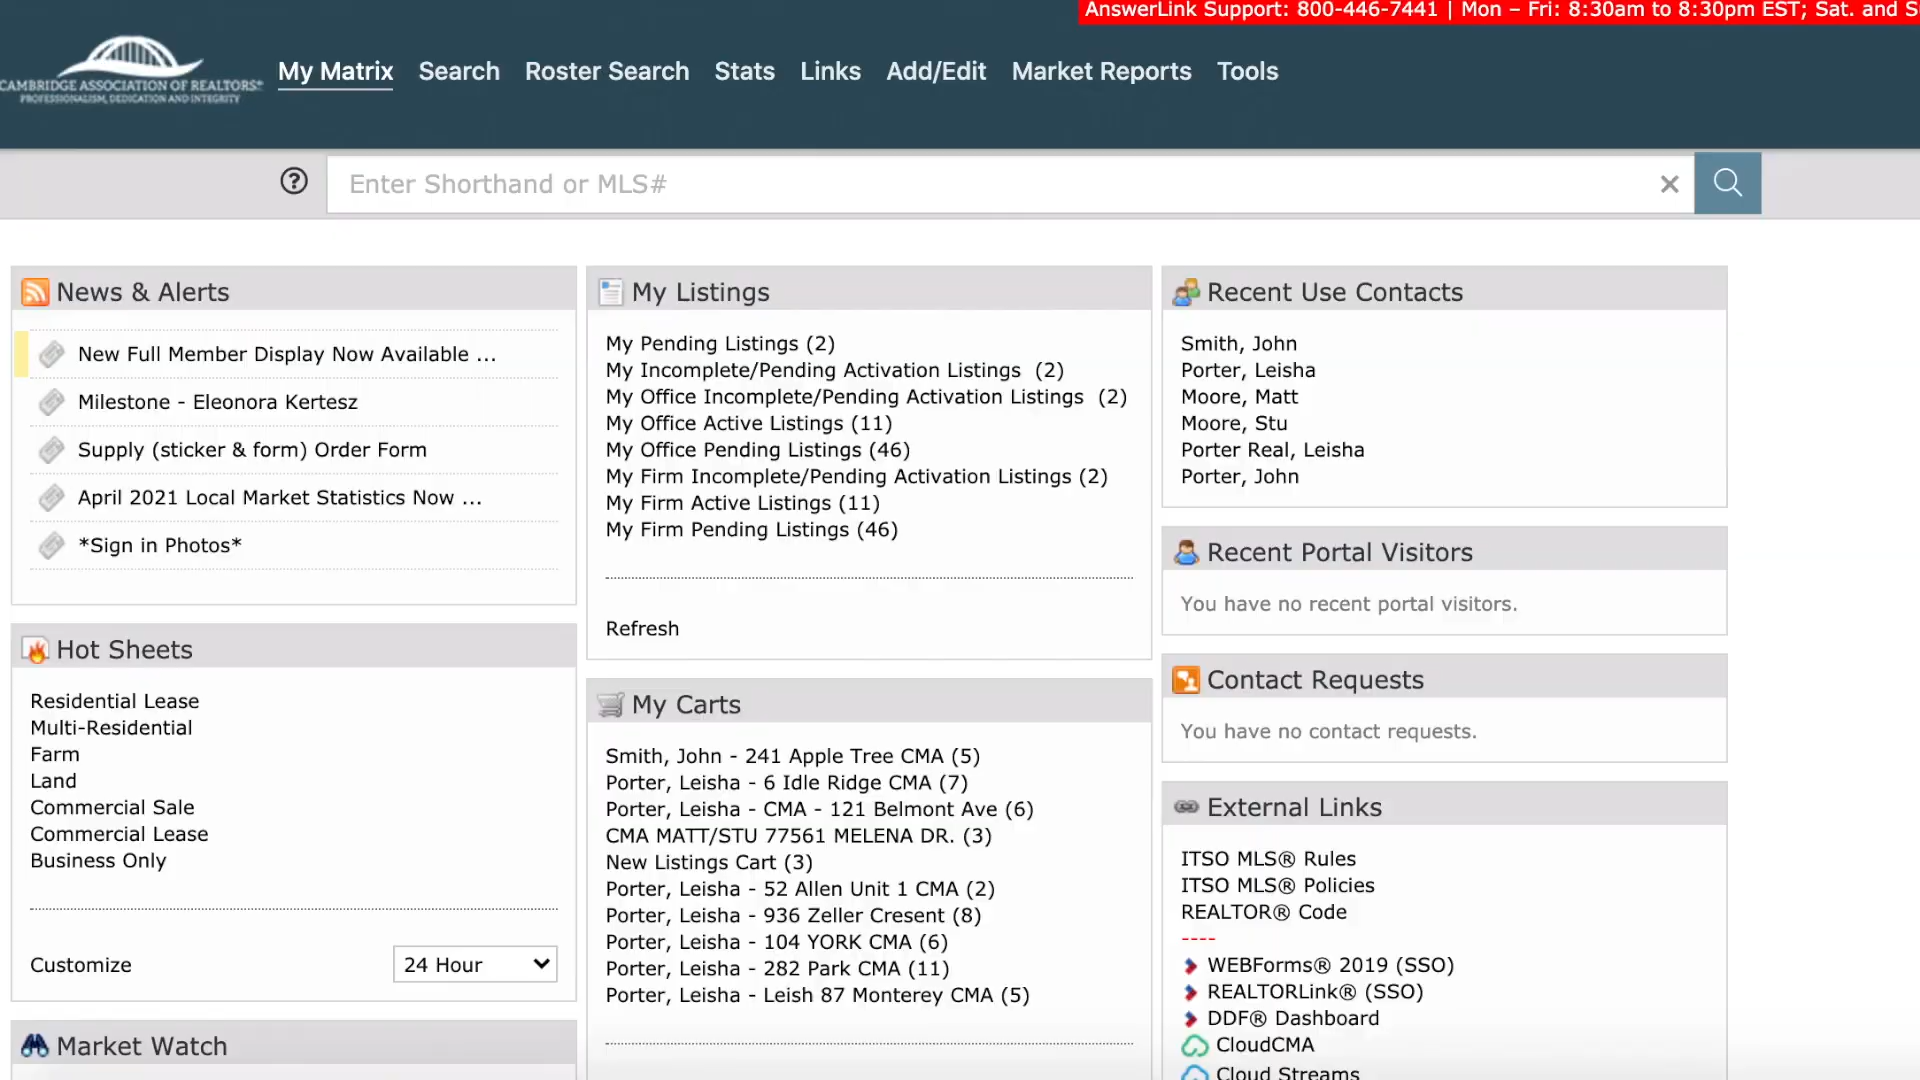 AnswerLink Support: 800-446-7441 | Mon – Fri: 8:30am to 8:30pm EST; Sat. and S
CAMBRIDGE ASSOCIATION OF REALTORS®
PROFESSIONALISM, DEDICATION AND INTEGRITY
My Matrix Search Roster Search Stats Links Add/Edit Market Reports Tools
Enter Shorthand or MLS#
News & Alerts
New Full Member Display Now Available ...
Milestone - Eleonora Kertesz
Supply (sticker & form) Order Form
April 2021 Local Market Statistics Now ...
*Sign in Photos*
Hot Sheets
Residential Lease
Multi-Residential
Farm
Land
Commercial Sale
Commercial Lease
Business Only
Customize 24 Hour
Market Watch
My Listings
My Pending Listings (2)
My Incomplete/Pending Activation Listings (2)
My Office Incomplete/Pending Activation Listings (2)
My Office Active Listings (11)
My Office Pending Listings (46)
My Firm Incomplete/Pending Activation Listings (2)
My Firm Active Listings (11)
My Firm Pending Listings (46)
Refresh
My Carts
Smith, John - 241 Apple Tree CMA (5)
Porter, Leisha - 6 Idle Ridge CMA (7)
Porter, Leisha - CMA - 121 Belmont Ave (6)
CMA MATT/STU 77561 MELENA DR. (3)
New Listings Cart (3)
Porter, Leisha - 52 Allen Unit 1 CMA (2)
Porter, Leisha - 936 Zeller Cresent (8)
Porter, Leisha - 104 YORK CMA (6)
Porter, Leisha - 282 Park CMA (11)
Porter, Leisha - Leish 87 Monterey CMA (5)
Recent Use Contacts
Smith, John
Porter, Leisha
Moore, Matt
Moore, Stu
Porter Real, Leisha
Porter, John
Recent Portal Visitors
You have no recent portal visitors.
Contact Requests
You have no contact requests.
External Links
ITSO MLS® Rules
ITSO MLS® Policies
REALTOR® Code
----
WEBForms® 2019 (SSO)
REALTORLink® (SSO)
DDF® Dashboard
CloudCMA
Cloud Streams